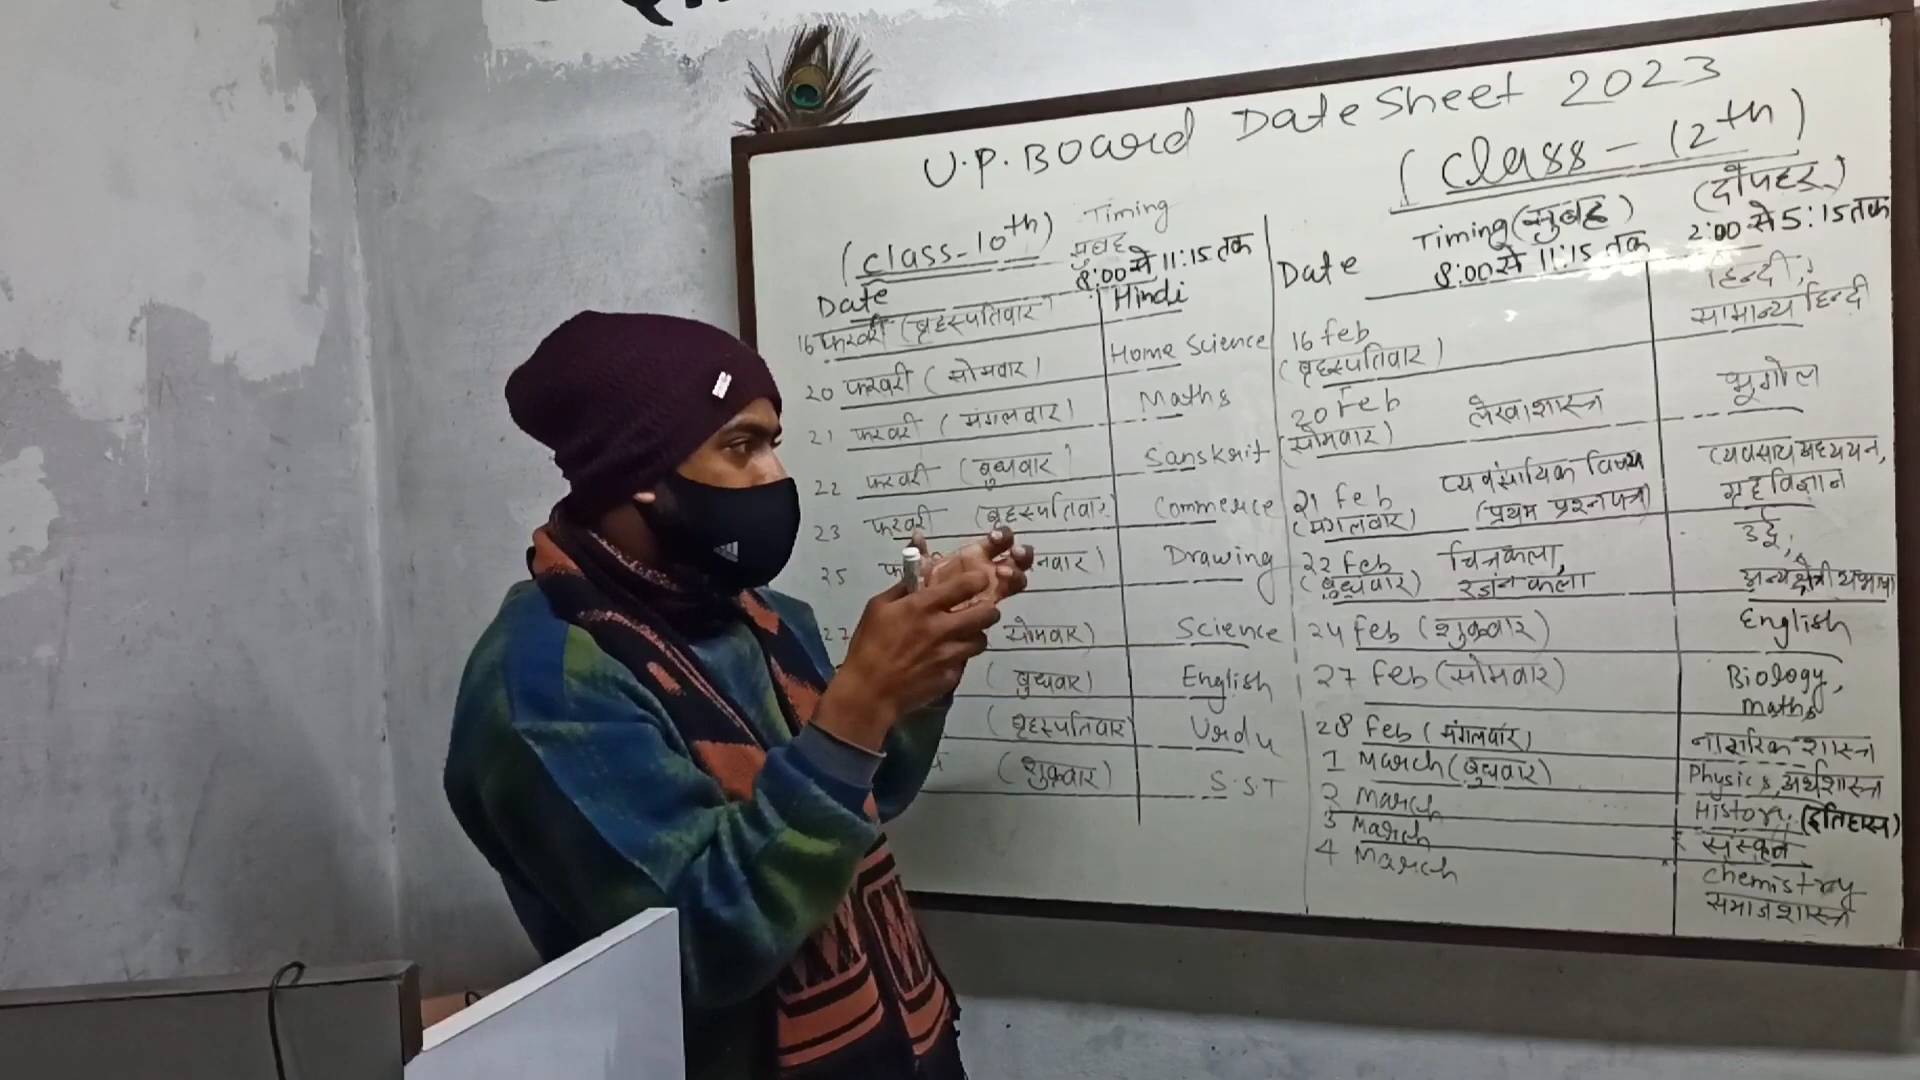 U.P. Board Date Sheet 2023
(Class-10th) Timing
सुबह
8:00 से 11:15 तक
Date
16 फरवरी (बृहस्पतिवार) Hindi
20 फरवरी (सोमवार) Home Science
21 फरवरी (मंगलवार) Maths
22 फरवरी (बुधवार) Sanskrit
23 फरवरी (बृहस्पतिवार) Commerce
25 Drawing
27 सोमवार) Science
(बुधवार) English
(बृहस्पतिवार) Urdu
(शुक्रवार) S.S.T
(Class - 12th)
Timing (सुबह) (दोपहर)
Date 8:00 से 11:15 तक 2:00 से 5:15 तक
16 feb हिन्दी,
(बृहस्पतिवार) सामान्य हिन्दी
20 Feb लेखाशास्त्र भूगोल
(सोमवार)
21 Feb व्यवसायिक विषय व्यवसाय अध्ययन,
(मंगलवार) (प्रथम प्रश्नपत्र) गृहविज्ञान
22 Feb चित्रकला, उर्दू,
(बुधवार) रंजनकला अन्य क्षेत्रीय भाषा
24 Feb (शुक्रवार) English
27 Feb (सोमवार) Biology,
Maths
28 Feb (मंगलवार) नागरिक शास्त्र
1 March (बुधवार) Physics, अर्थशास्त्र
2 March History, (इतिहास)
3 March संस्कृत
4 March Chemistry
समाजशास्त्र